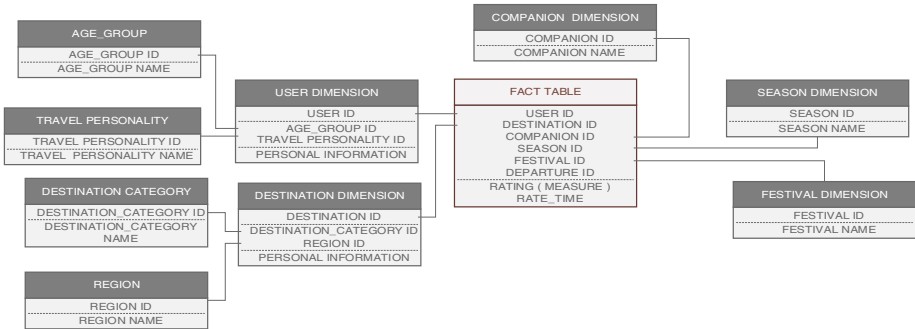 COMPANION DIMENSION
COMPANION ID
COMPANION NAME
AGE_GROUP
AGE_GROUP ID
AGE_GROUP NAME
USER DIMENSION
USER ID
AGE_GROUP ID
TRAVEL PERSONALITY ID
PERSONAL INFORMATION
FACT TABLE
USER ID
DESTINATION ID
COMPANION ID
SEASON ID
FESTIVAL ID
DEPARTURE ID
RATING ( MEASURE )
RATE_TIME
SEASON DIMENSION
SEASON ID
SEASON NAME
TRAVEL PERSONALITY
TRAVEL PERSONALITY ID
TRAVEL PERSONALITY NAME
DESTINATION CATEGORY
DESTINATION_CATEGORY ID
DESTINATION_CATEGORY
NAME
DESTINATION DIMENSION
DESTINATION ID
DESTINATION_CATEGORY ID
REGION ID
PERSONAL INFORMATION
FESTIVAL DIMENSION
FESTIVAL ID
FESTIVAL NAME
REGION
REGION ID
REGION NAME